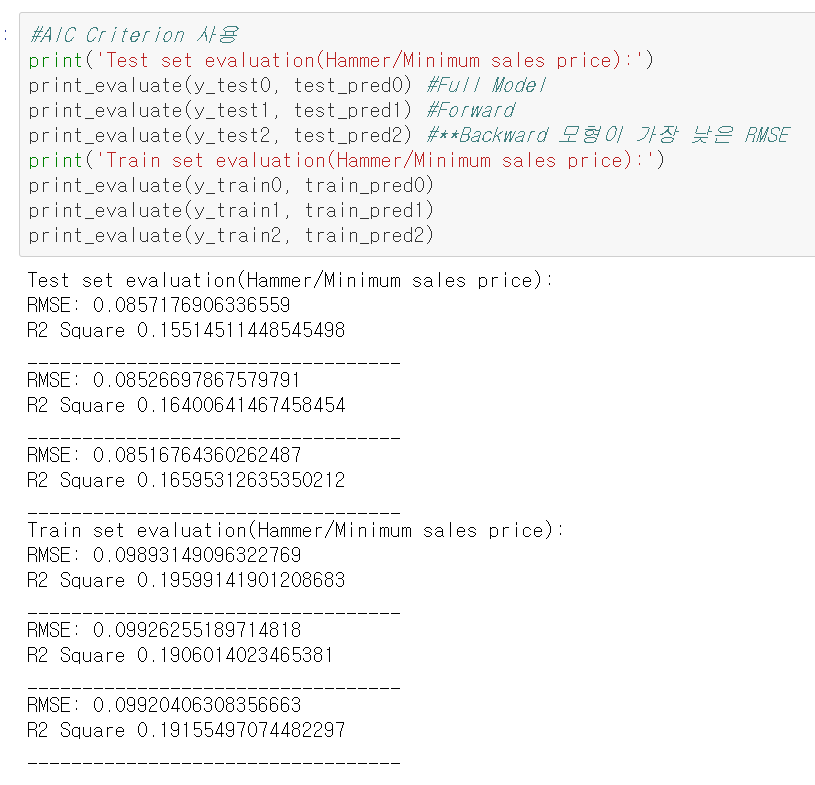 :
#AIC Criterion 사용
print('Test set evaluation(Hammer/Minimum sales price):')
print_evaluate(y_test0, test_pred0) #Full Model
print_evaluate(y_test1, test_pred1) #Forward
print_evaluate(y_test2, test_pred2) #**Backward 모형이 가장 낮은 RMSE
print('Train set evaluation(Hammer/Minimum sales price):')
print_evaluate(y_train0, train_pred0)
print_evaluate(y_train1, train_pred1)
print_evaluate(y_train2, train_pred2)
Test set evaluation(Hammer/Minimum sales price):
RMSE: 0.0857176906336559
R2 Square 0.15514511448545498
__________________________________
RMSE: 0.08526697867579791
R2 Square 0.16400641467458454
__________________________________
RMSE: 0.08516764360262487
R2 Square 0.16595312635350212
__________________________________
Train set evaluation(Hammer/Minimum sales price):
RMSE: 0.09893149096322769
R2 Square 0.19599141901208683
__________________________________
RMSE: 0.09926255189714818
R2 Square 0.1906014023465381
__________________________________
RMSE: 0.09920406308356663
R2 Square 0.19155497074482297
__________________________________